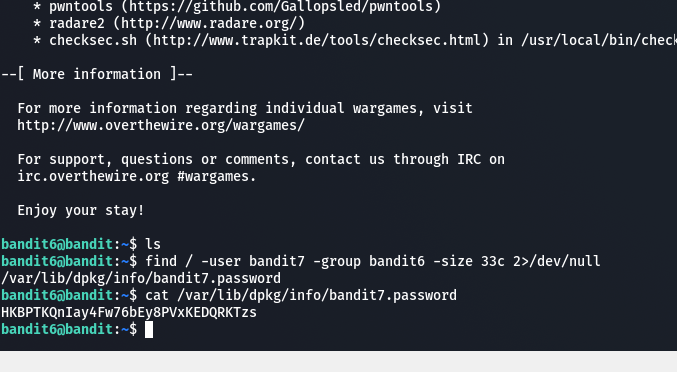 * pwntools (https://github.com/Gallopsled/pwntools)
* radare2 (http://www.radare.org/)
* checksec.sh (http://www.trapkit.de/tools/checksec.html) in /usr/local/bin/check
--[ More information ]--
For more information regarding individual wargames, visit
http://www.overthewire.org/wargames/
For support, questions or comments, contact us through IRC on
irc.overthewire.org #wargames.
Enjoy your stay!
bandit6@bandit:~$ ls
bandit6@bandit:~$ find / -user bandit7 -group bandit6 -size 33c 2>/dev/null
/var/lib/dpkg/info/bandit7.password
bandit6@bandit:~$ cat /var/lib/dpkg/info/bandit7.password
HKBPTKQnIay4Fw76bEy8PVxKEDQRKTzs
bandit6@bandit:~$